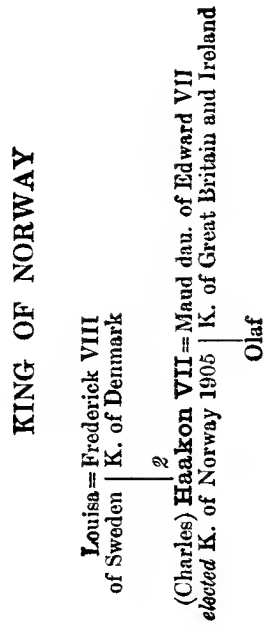 KING OF NORWAY
Louisa=Frederick VIII
of Sweden | K. of Denmark
2
(Charles) Haakon VII=Maud dau. of Edward VII
elected K. of Norway 1905 | K. of Great Britain and Ireland
Olaf